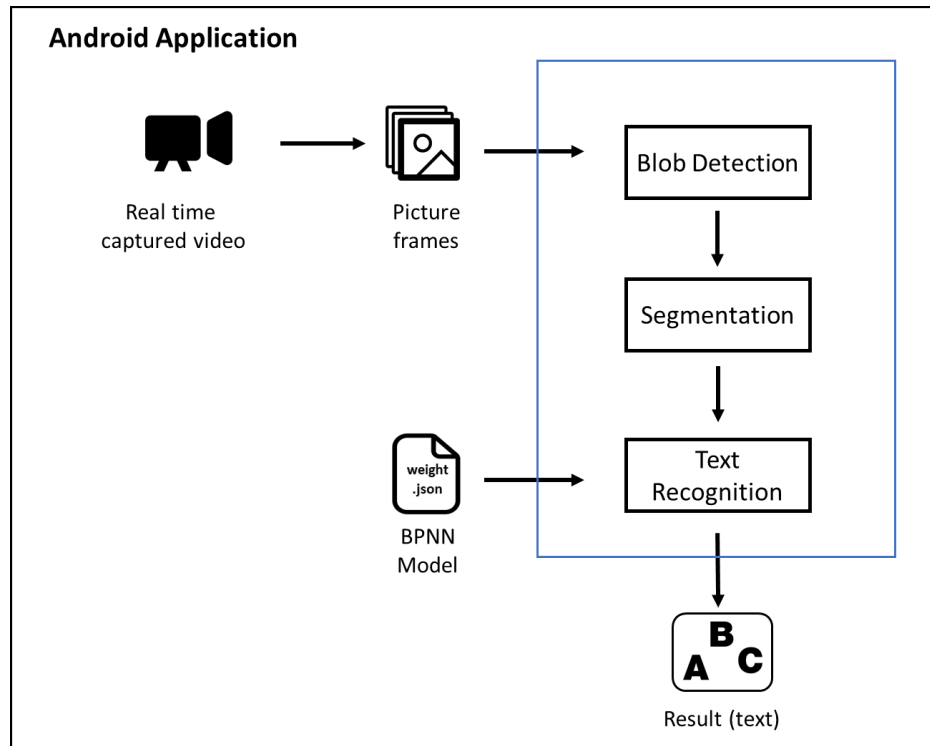 Android Application
Real time
captured video
Picture
frames
Blob Detection
Segmentation
weight
.json
BPNN
Model
Text
Recognition
A B C
Result (text)